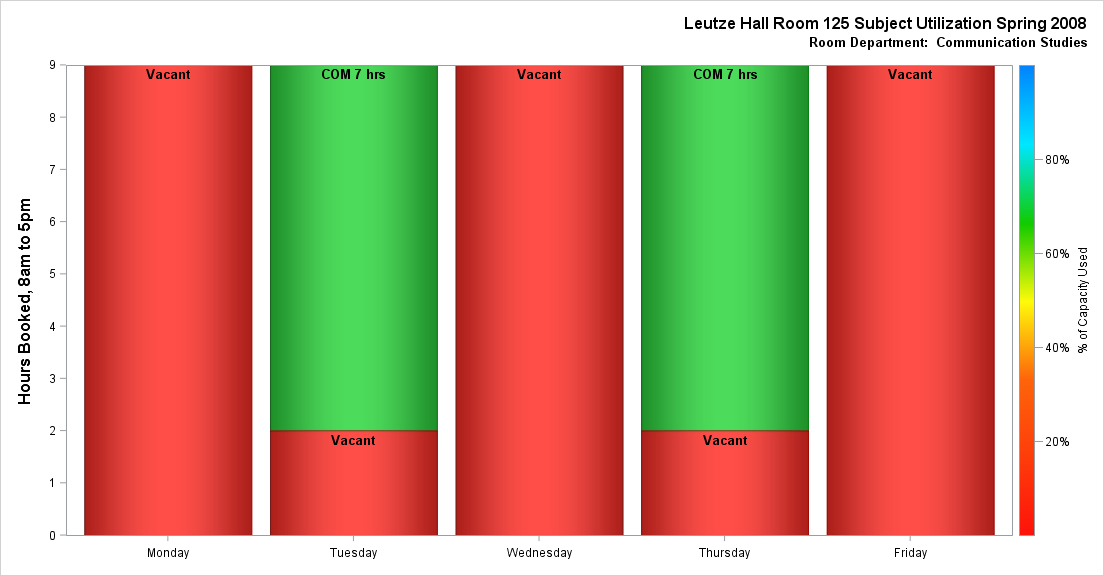 Leutze Hall Room 125 Subject Utilization Spring 2008
Room Department:  Communication Studies
Hours Booked, 8am to 5pm
9
8
7
6
5
4
3
2
1
0
Vacant
COM 7 hrs
Vacant
COM 7 hrs
Vacant
Vacant
Vacant
Monday
Tuesday
Wednesday
Thursday
Friday
80%
60%
40%
20%
% of Capacity Used